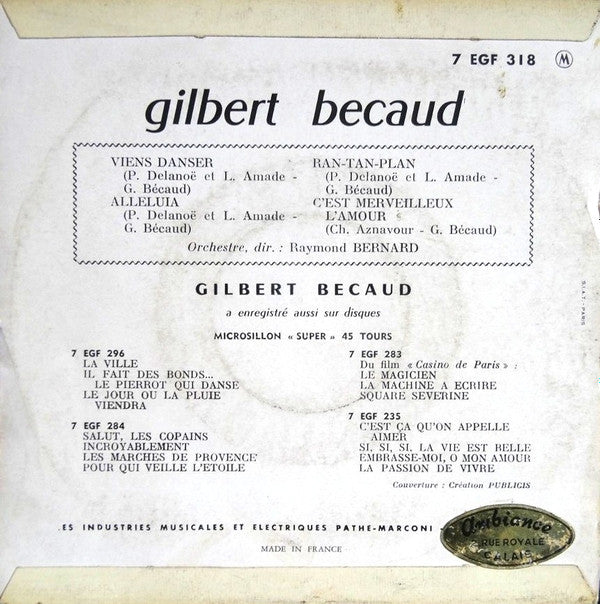 7 EGF 318 M
gilbert becaud
VIENS DANSER
(P. Delanoë et L. Amade -
G. Bécaud)
ALLELUIA
(P. Delanoë et L. Amade -
G. Bécaud)
RAN-TAN-PLAN
(P. Delanoë et L. Amade -
G. Bécaud)
C'EST MERVEILLEUX
L'AMOUR
(Ch. Aznavour - G. Bécaud)
Orchestre, dir. : Raymond BERNARD
GILBERT BECAUD
a enregistré aussi sur disques
MICROSILLON « SUPER » 45 TOURS
7 EGF 296
LA VILLE
IL FAIT DES BONDS...
LE PIERROT QUI DANSE
LE JOUR OU LA PLUIE
VIENDRA
7 EGF 284
SALUT, LES COPAINS
INCROYABLEMENT
LES MARCHES DE PROVENCE
POUR QUI VEILLE L'ETOILE
7 EGF 283
Du film « Casino de Paris » :
LE MAGICIEN
LA MACHINE A ECRIRE
SQUARE SEVERINE
7 EGF 235
C'EST ÇA QU'ON APPELLE
AIMER
SI, SI, SI, LA VIE EST BELLE
EMBRASSE-MOI, O MON AMOUR
LA PASSION DE VIVRE
Couverture : Création PUBLICIS
ES INDUSTRIES MUSICALES ET ELECTRIQUES PATHE-MARCONI -
MADE IN FRANCE
Ambiance
RUE ROYALE
CALAIS